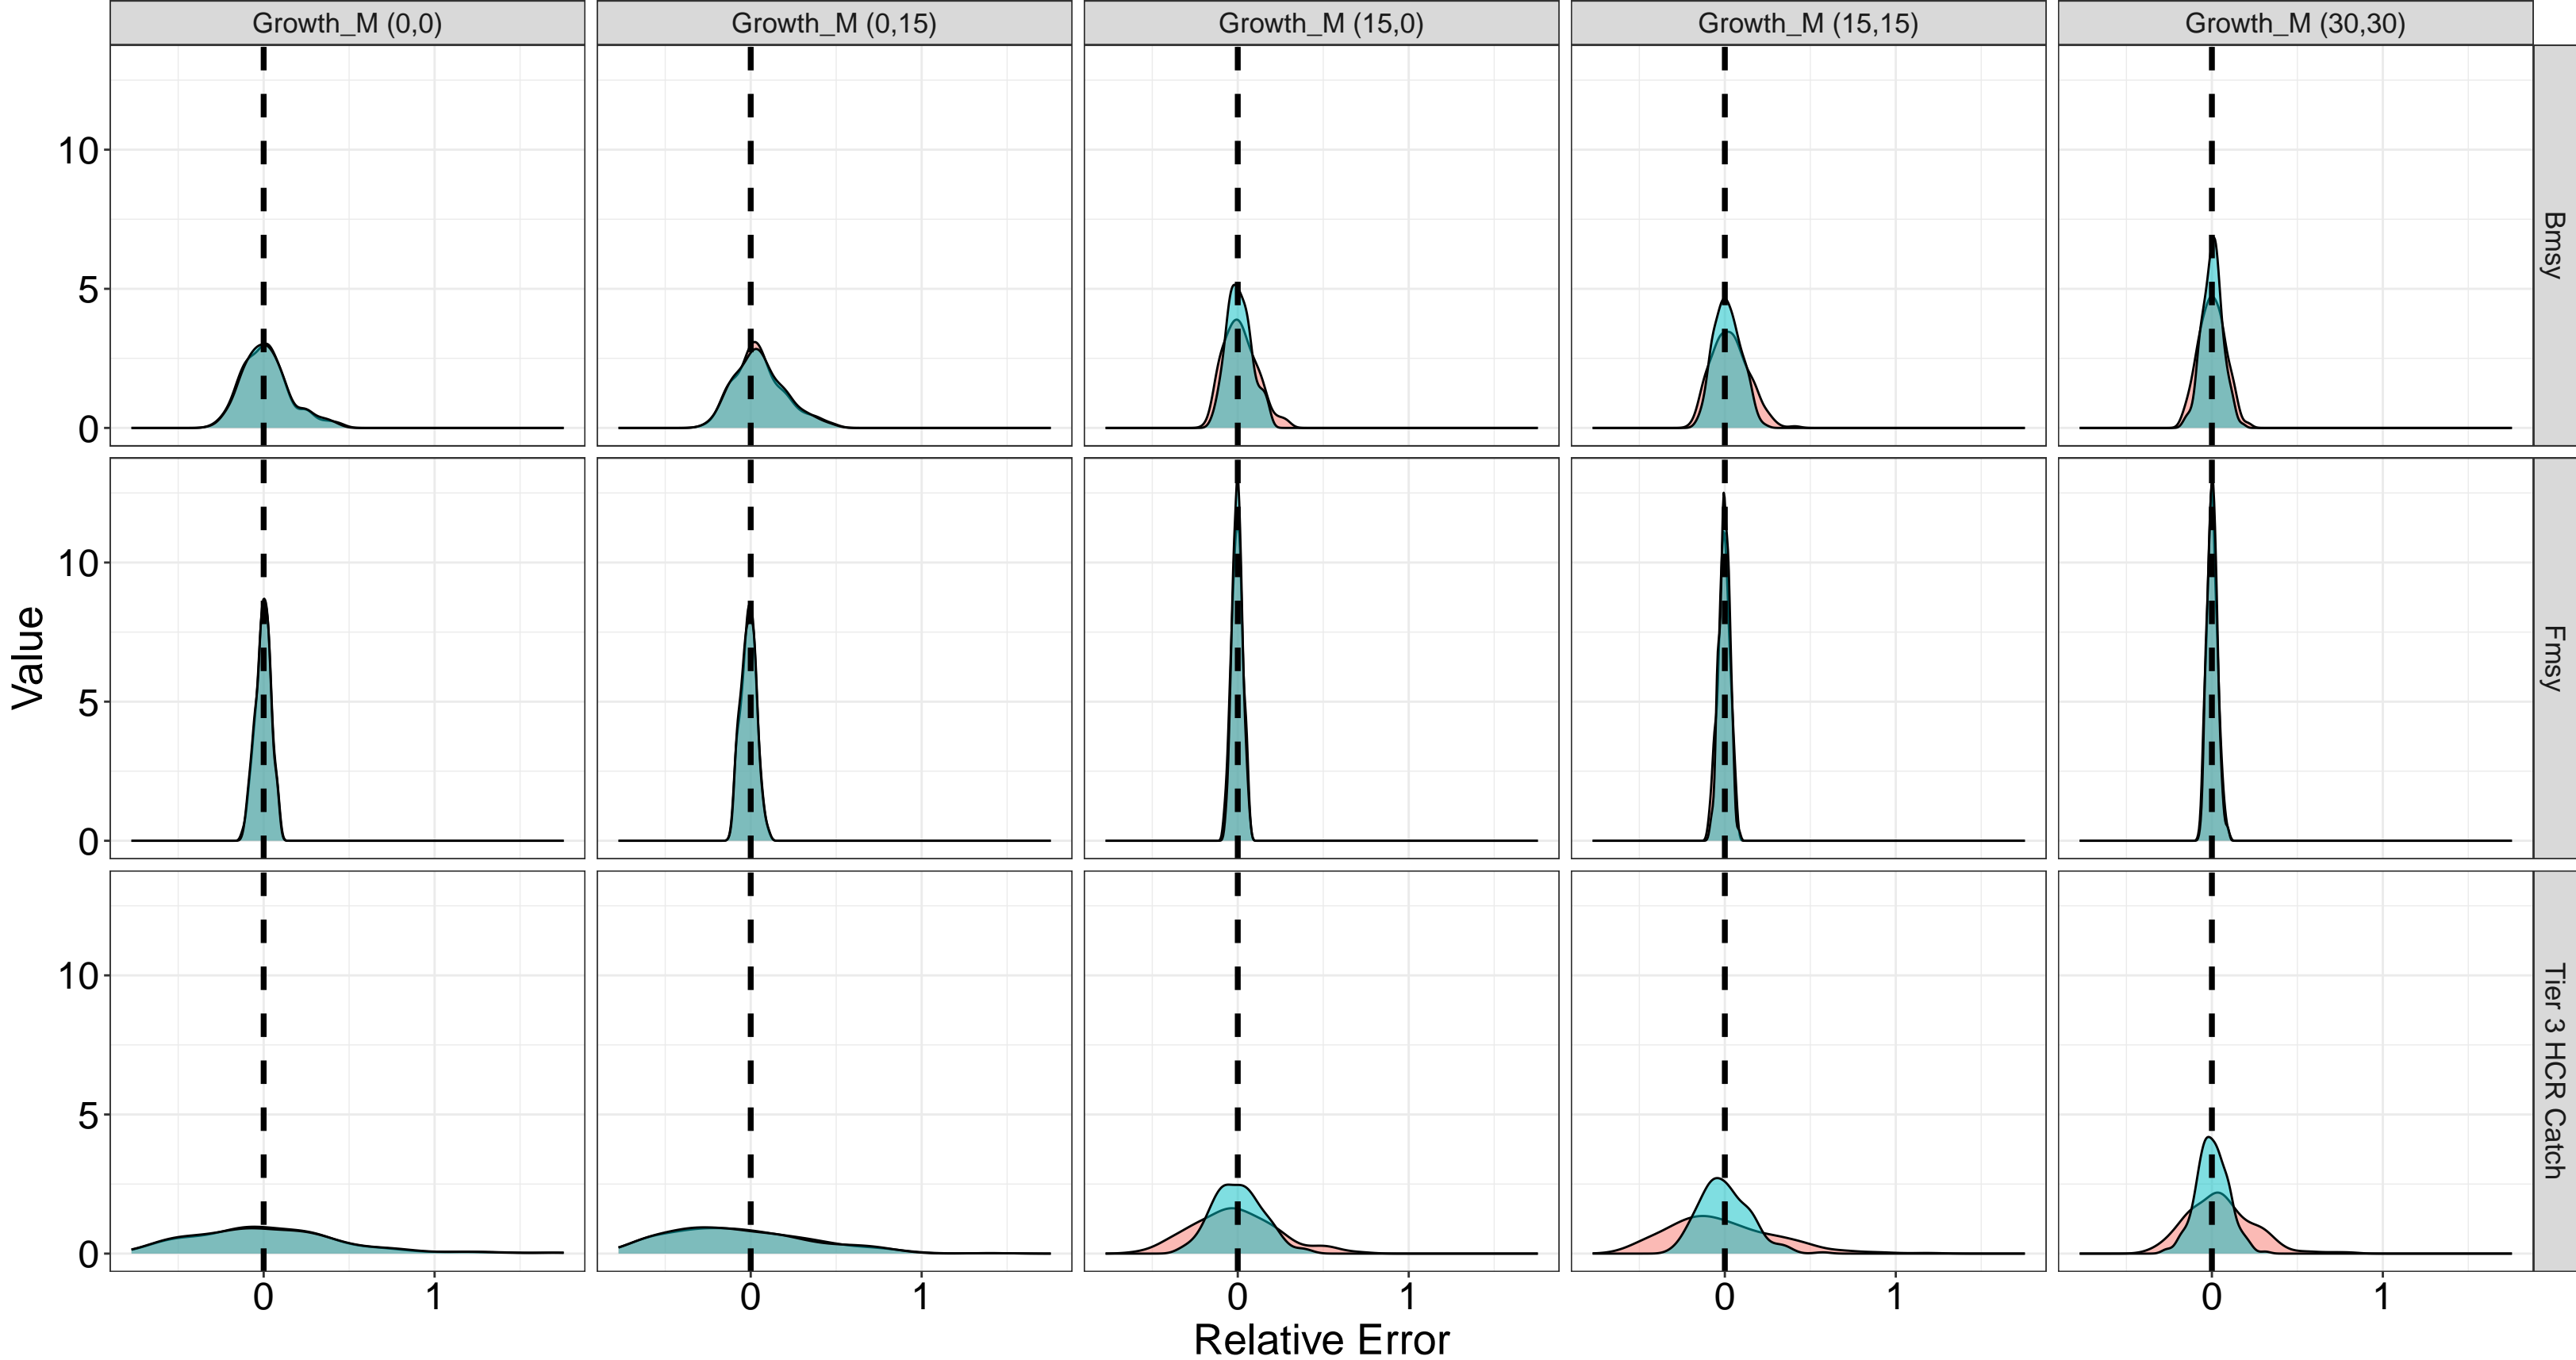 Growth_M (0,0)
Growth_M (0,15)
Growth_M (15,0)
Growth_M (15,15)
Growth_M (30,30)
10
5
0
Bmsy
10
5
0
Fmsy
10
5
0
Tier 3 HCR Catch
Value
0 1
0 1
0 1
0 1
0 1
Relative Error